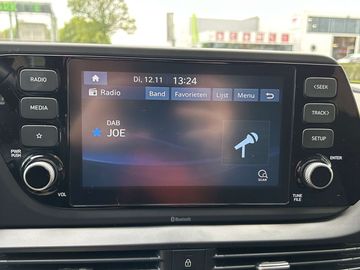 Di, 12.11 13:24
RADIO
Radio Band Favorieten Lijst Menu
SEEK
MEDIA
DAB
TRACK
JOE
SETUP
PWR PUSH
VOL
SCAN
ENTER
TUNE FILE
Bluetooth